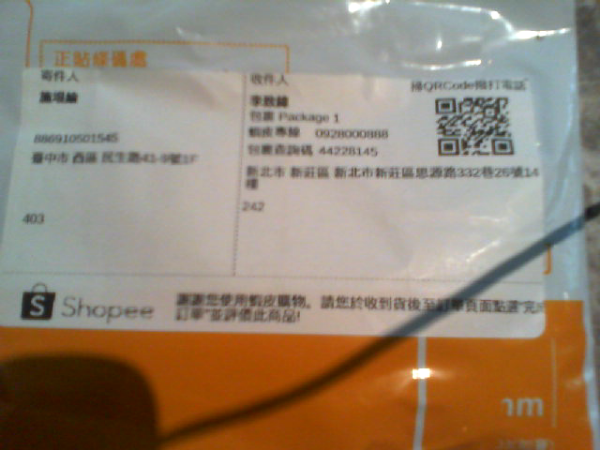 正貼條碼處
寄件人
886910501545
臺中市 西區 民生路41-9號1F
403
收件人
包裹 Package 1
蝦皮專線 0928000888
包裹查詢碼 44228145
新北市 新莊區 新北市新莊區思源路332巷26號14
樓
242
掃QRCode撥打電話
Shopee
謝謝您使用蝦皮購物。請您於收到貨後至訂單頁面點選"完成
訂單"並評價此商品!